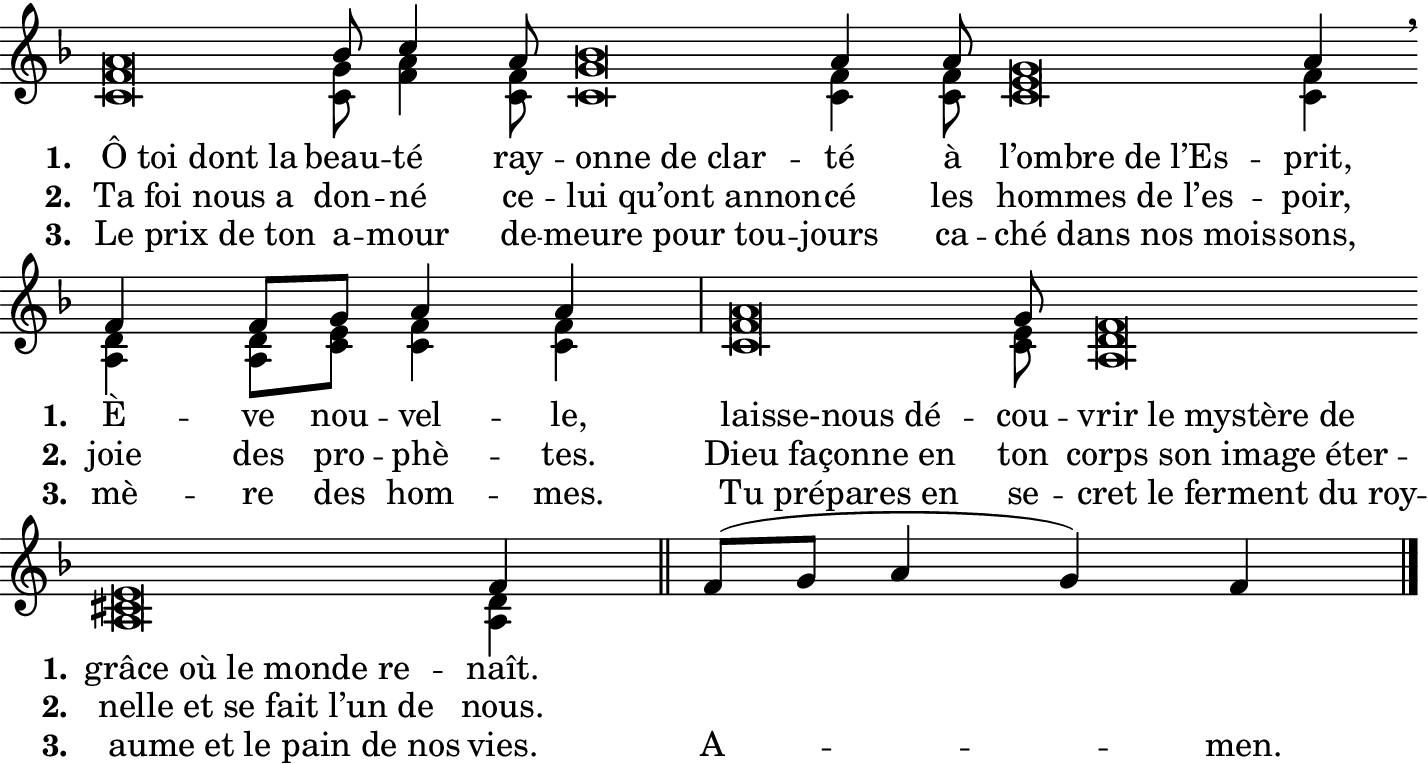 1. Ô toi dont la beau – té ray – onne de clar – té à l’ombre de l’Es – prit,
2. Ta foi nous a don – né ce – lui qu’ont annoncé les hommes de l’es – poir,
3. Le prix de ton a – mour de – meure pour tou – jours ca – ché dans nos moissons,
1. È – ve nou – vel – le, laisse-nous dé – cou – vrir le mystère de
2. joie des pro – phè – tes. Dieu façonne en ton corps son image éter –
3. mè – re des hom – mes. Tu prépares en se – cret le ferment du roy –
1. grâce où le monde re – naît.
2. nelle et se fait l’un de nous.
3. aume et le pain de nos vies. A – – – men.